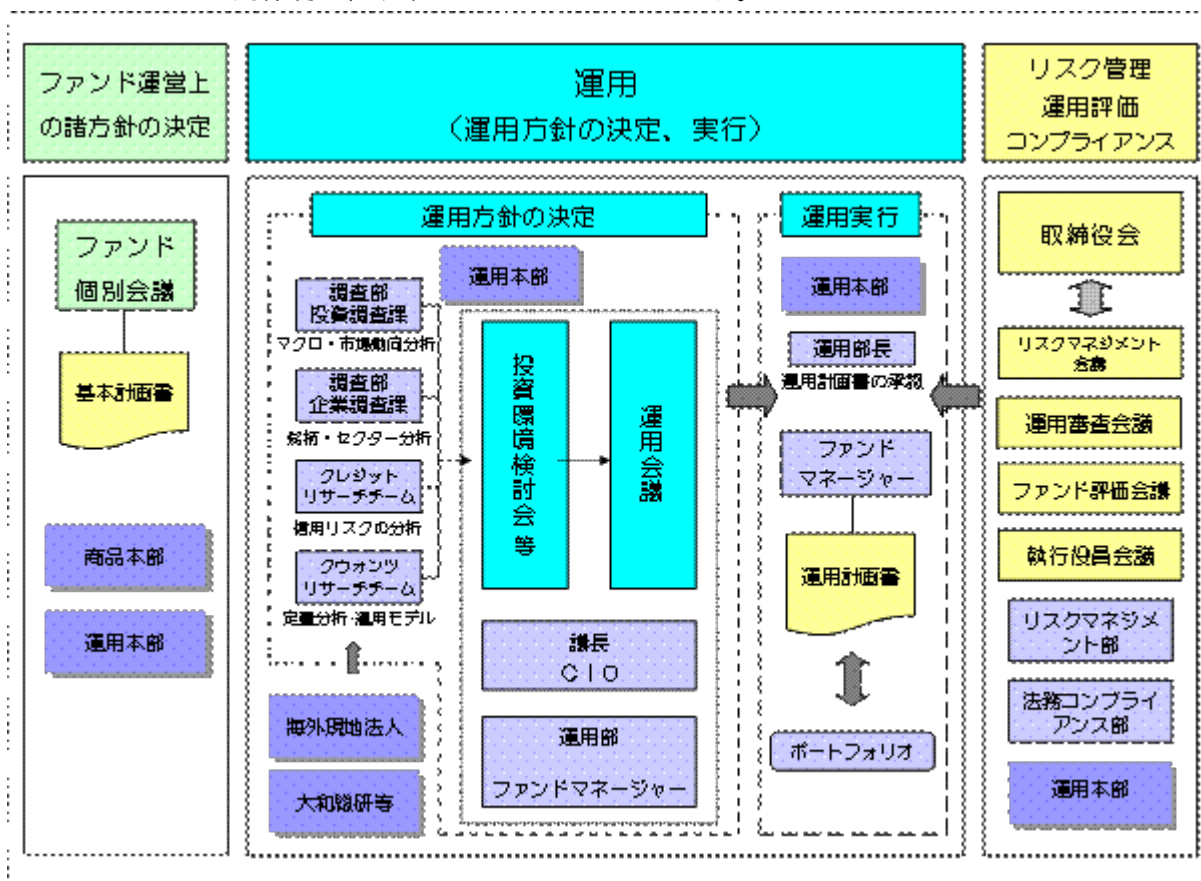 ファンド運営上
の諸方針の決定
運用
（運用方針の決定、実行）
リスク管理
運用評価
コンプライアンス
ファンド
個別会議
基本計画書
商品本部
運用本部
運用方針の決定
運用本部
調査部
投資調査課
マクロ・市場動向分析
調査部
企業調査課
銘柄・セクター分析
クレジット
リサーチチーム
信用リスクの分析
クウォンツ
リサーチチーム
定量分析・運用モデル
海外現地法人
大和総研等
投資環境検討会等
運用会議
議長
ＣＩＯ
運用部
ファンドマネージャー
運用実行
運用本部
運用部長
運用計画書の承認
ファンド
マネージャー
運用計画書
ポートフォリオ
取締役会
リスクマネジメント
会議
運用審査会議
ファンド評価会議
執行役員会議
リスクマネジメ
ント部
法務コンプライ
アンス部
運用本部